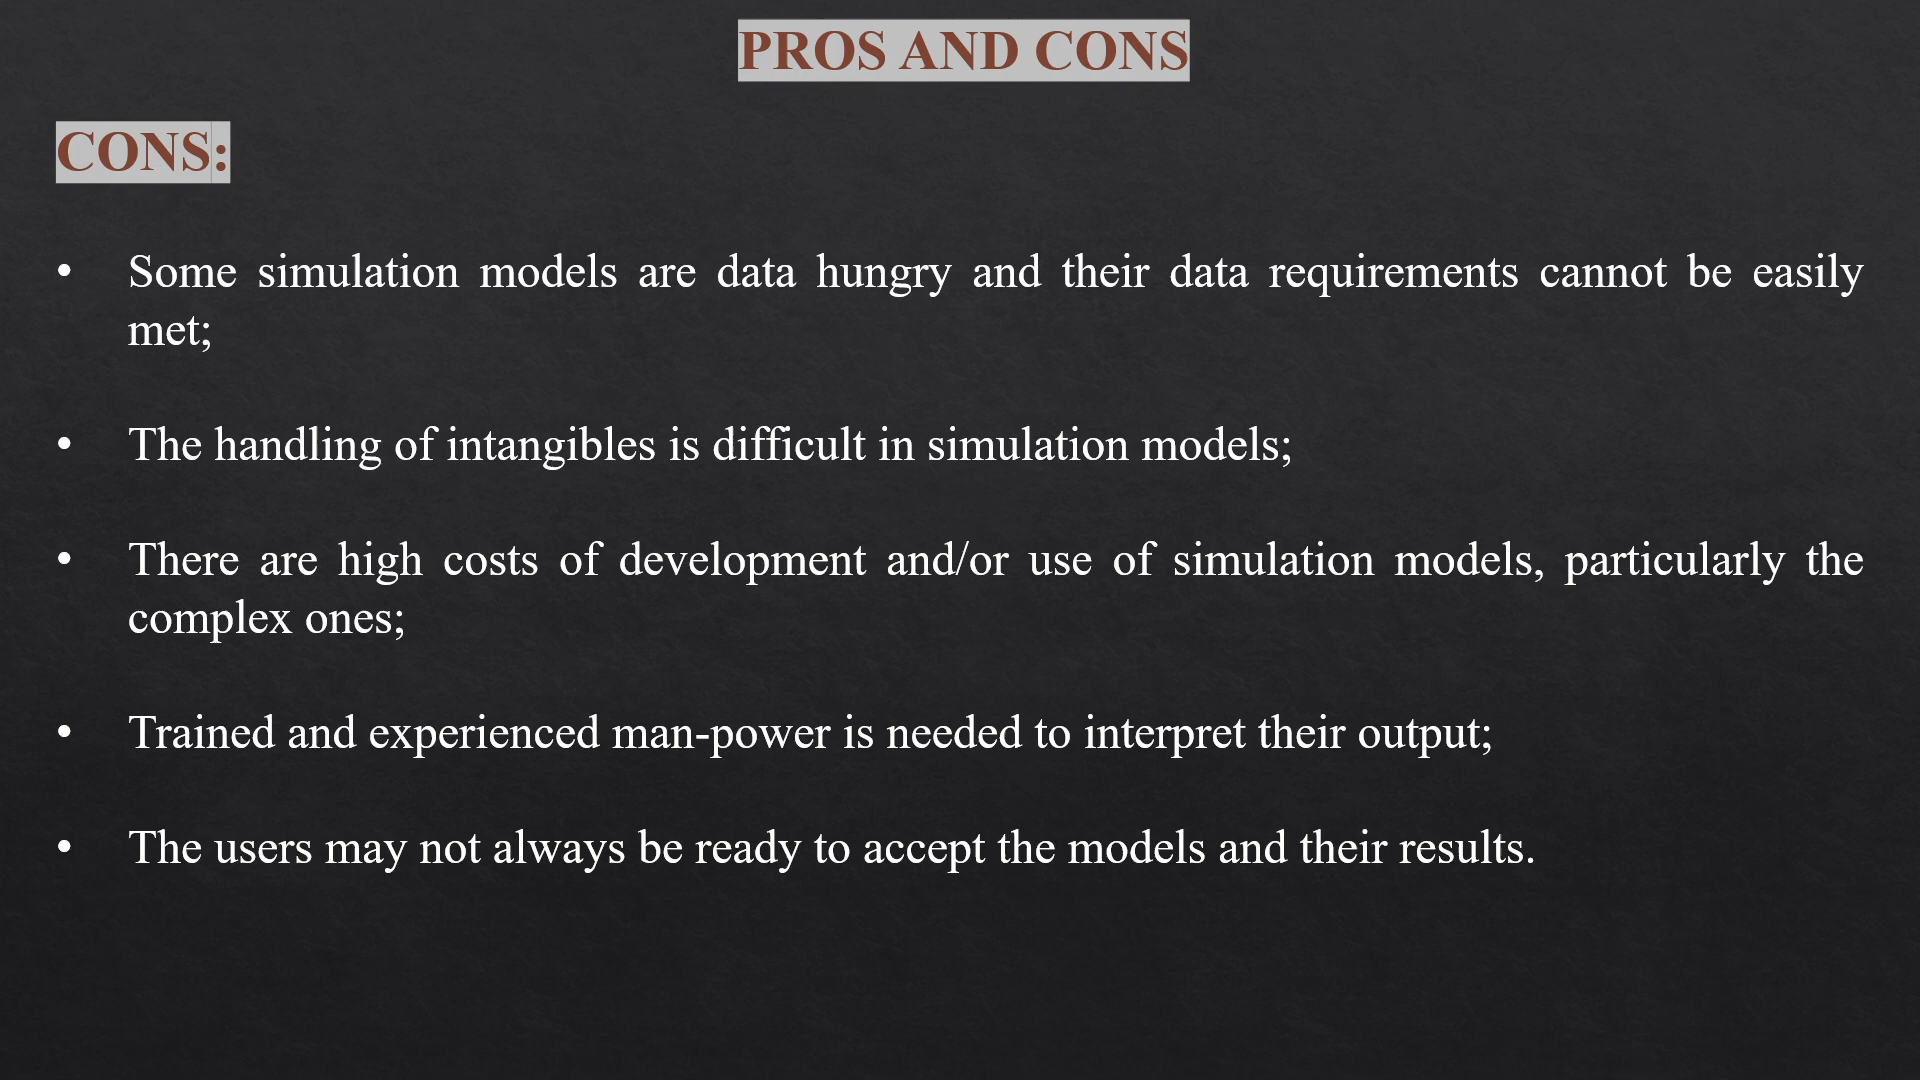 PROS AND CONS
CONS:
• Some simulation models are data hungry and their data requirements cannot be easily
met;
• The handling of intangibles is difficult in simulation models;
• There are high costs of development and/or use of simulation models, particularly the
complex ones;
• Trained and experienced man-power is needed to interpret their output;
• The users may not always be ready to accept the models and their results.